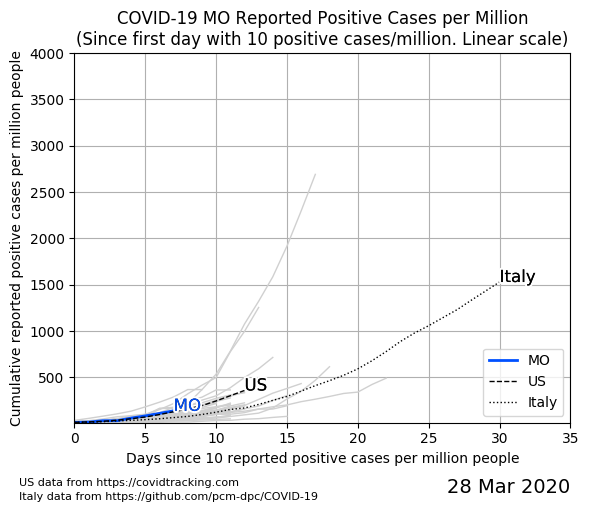 COVID-19 MO Reported Positive Cases per Million
(Since first day with 10 positive cases/million. Linear scale)
Cumulative reported positive cases per million people
4000
3500
3000
2500
2000
1500
1000
500
Italy
US
MO
MO
US
Italy
0
5
10
15
20
25
30
35
Days since 10 reported positive cases per million people
US data from https://covidtracking.com
Italy data from https://github.com/pcm-dpc/COVID-19
28 Mar 2020